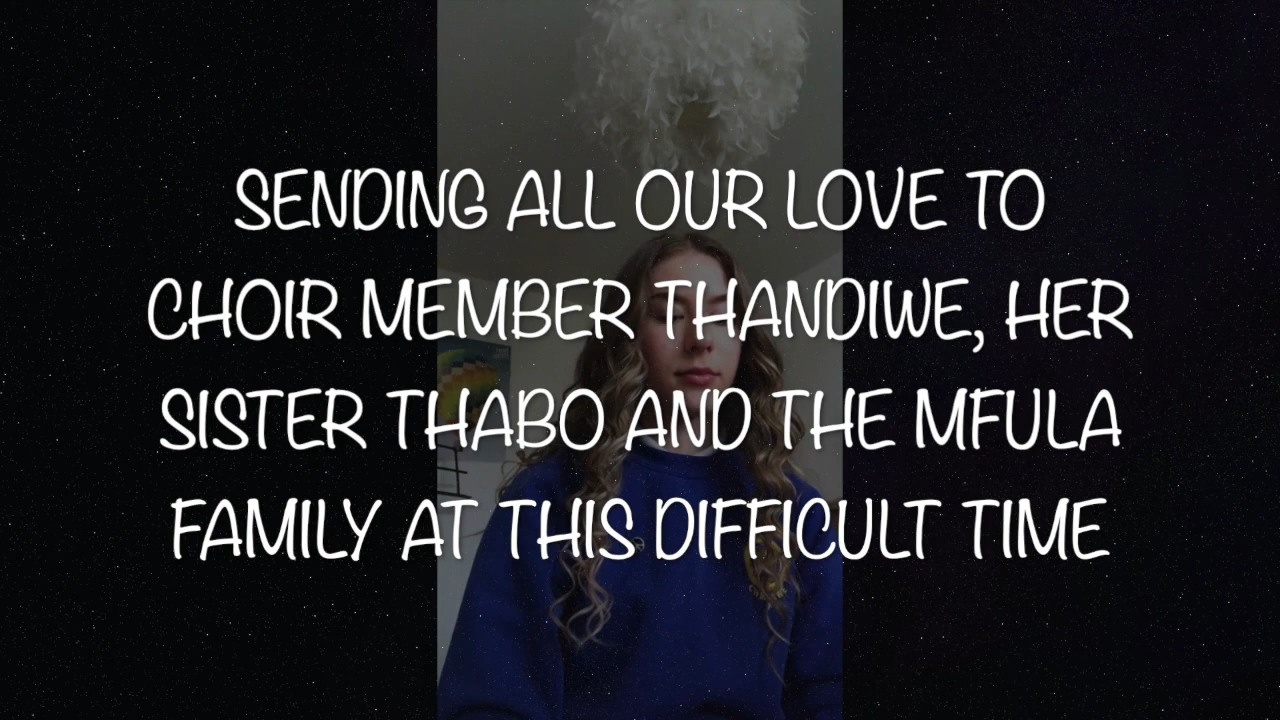 SENDING ALL OUR LOVE TO
CHOIR MEMBER THANDIWE, HER
SISTER THABO AND THE MFULA
FAMILY AT THIS DIFFICULT TIME